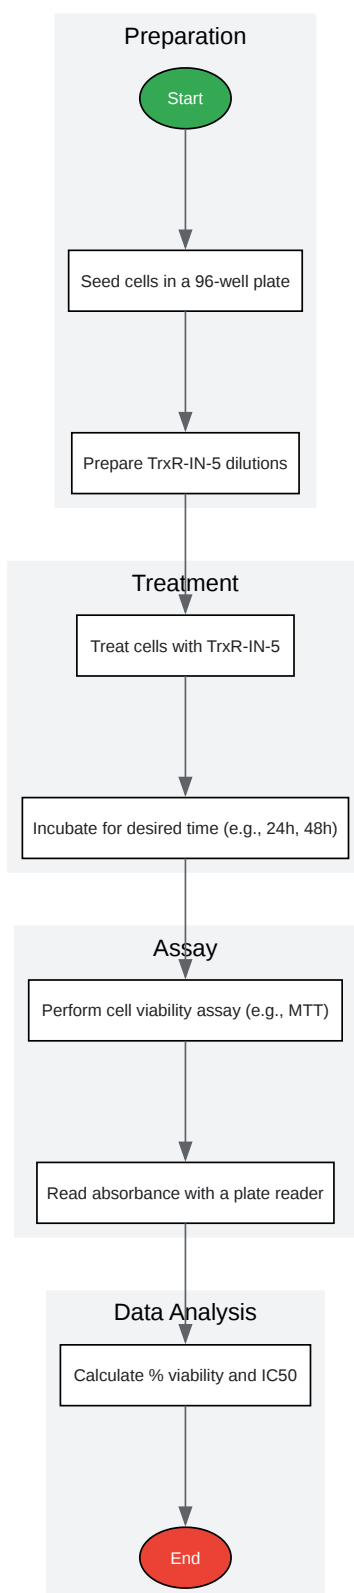 Preparation
Start
Seed cells in a 96-well plate
Prepare TrxR-IN-5 dilutions
Treatment
Treat cells with TrxR-IN-5
Incubate for desired time (e.g., 24h, 48h)
Assay
Perform cell viability assay (e.g., MTT)
Read absorbance with a plate reader
Data Analysis
Calculate % viability and IC50
End